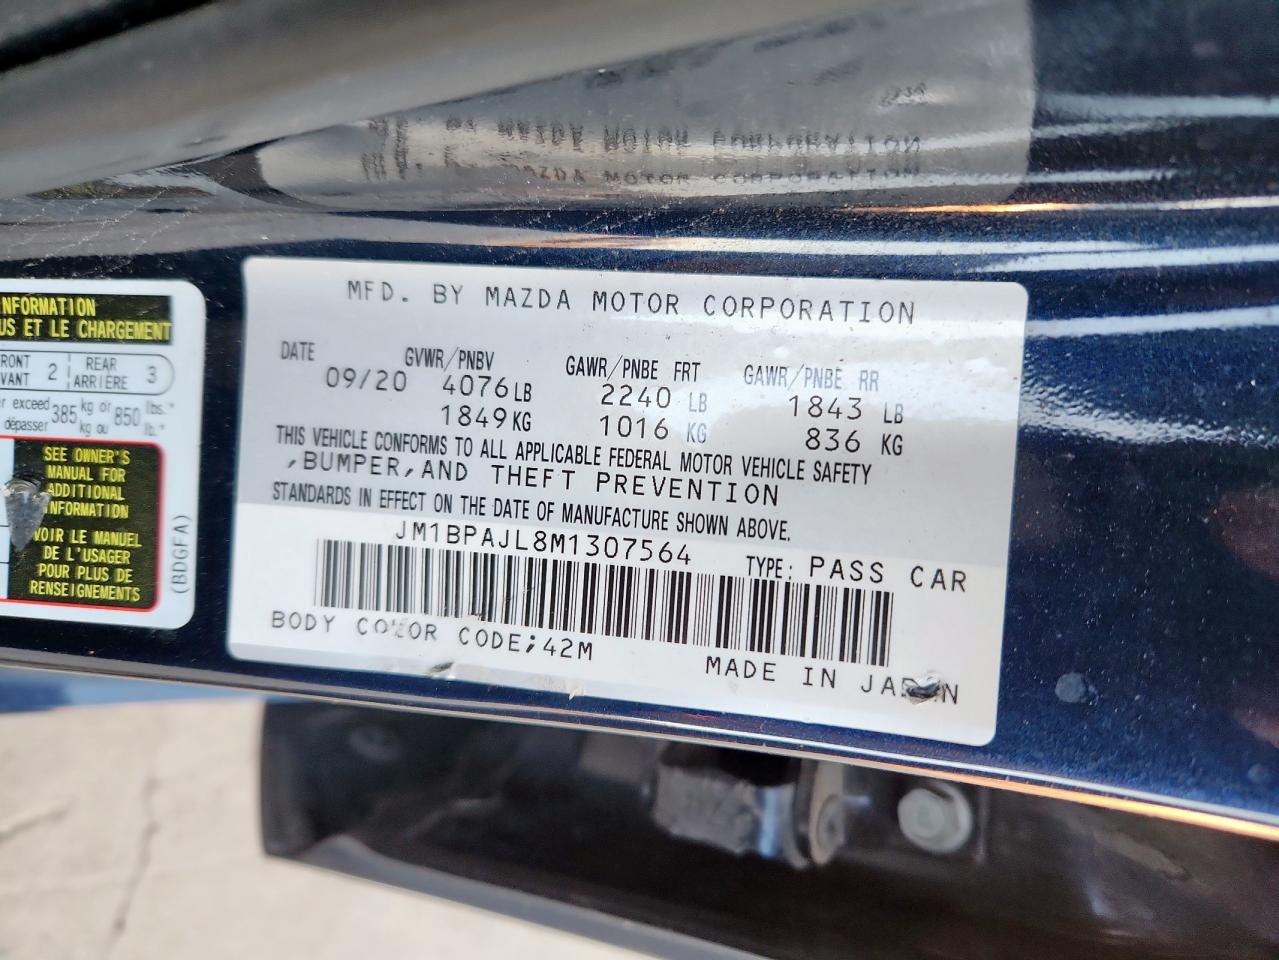 MFD. BY MAZDA MOTOR CORPORATION
DATE GVWR/PNBV GAWR/PNBE FRT GAWR/PNBE RR
09/20 4076LB 2240 LB 1843 LB
1849KG 1016 KG 836 KG
THIS VEHICLE CONFORMS TO ALL APPLICABLE FEDERAL MOTOR VEHICLE SAFETY
,BUMPER,AND THEFT PREVENTION
STANDARDS IN EFFECT ON THE DATE OF MANUFACTURE SHOWN ABOVE.
JM1BPAJL8M1307564 TYPE: PASS CAR
BODY COLOR CODE;42M
MADE IN JAPAN
NFORMATION
US ET LE CHARGEMENT
RONT 2 REAR 3
VANT ARRIÈRE
exceed 385 kg or 850 lbs.*
dépasser kg ou lb.*
SEE OWNER'S
MANUAL FOR
ADDITIONAL
INFORMATION
VOIR LE MANUEL
DE L'USAGER
POUR PLUS DE
RENSEIGNEMENTS
(BDGFA)